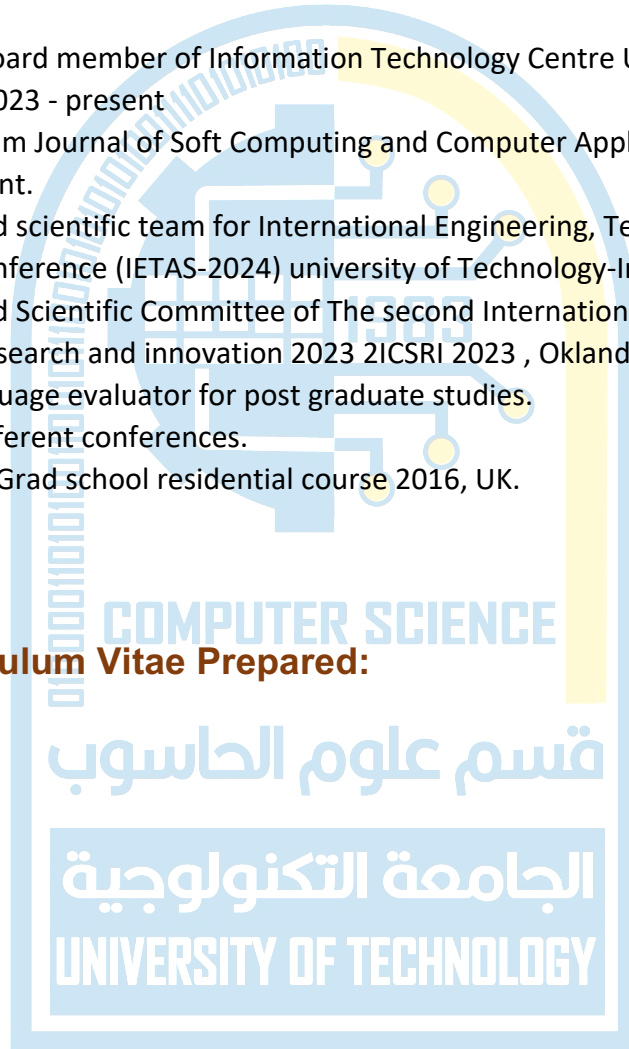 ard member of Information Technology Centre U
023 - present
m Journal of Soft Computing and Computer Appl
nt.
d scientific team for International Engineering, Te
nference (IETAS-2024) university of Technology-I
d Scientific Committee of The second Internation
search and innovation 2023 2ICSRI 2023 , Okland
uage evaluator for post graduate studies.
ferent conferences.
Grad school residential course 2016, UK.
1983
COMPUTER SCIENCE
ulum Vitae Prepared:
قسم علوم الحاسوب
الجامعة التكنولوجية
UNIVERSITY OF TECHNOLOGY